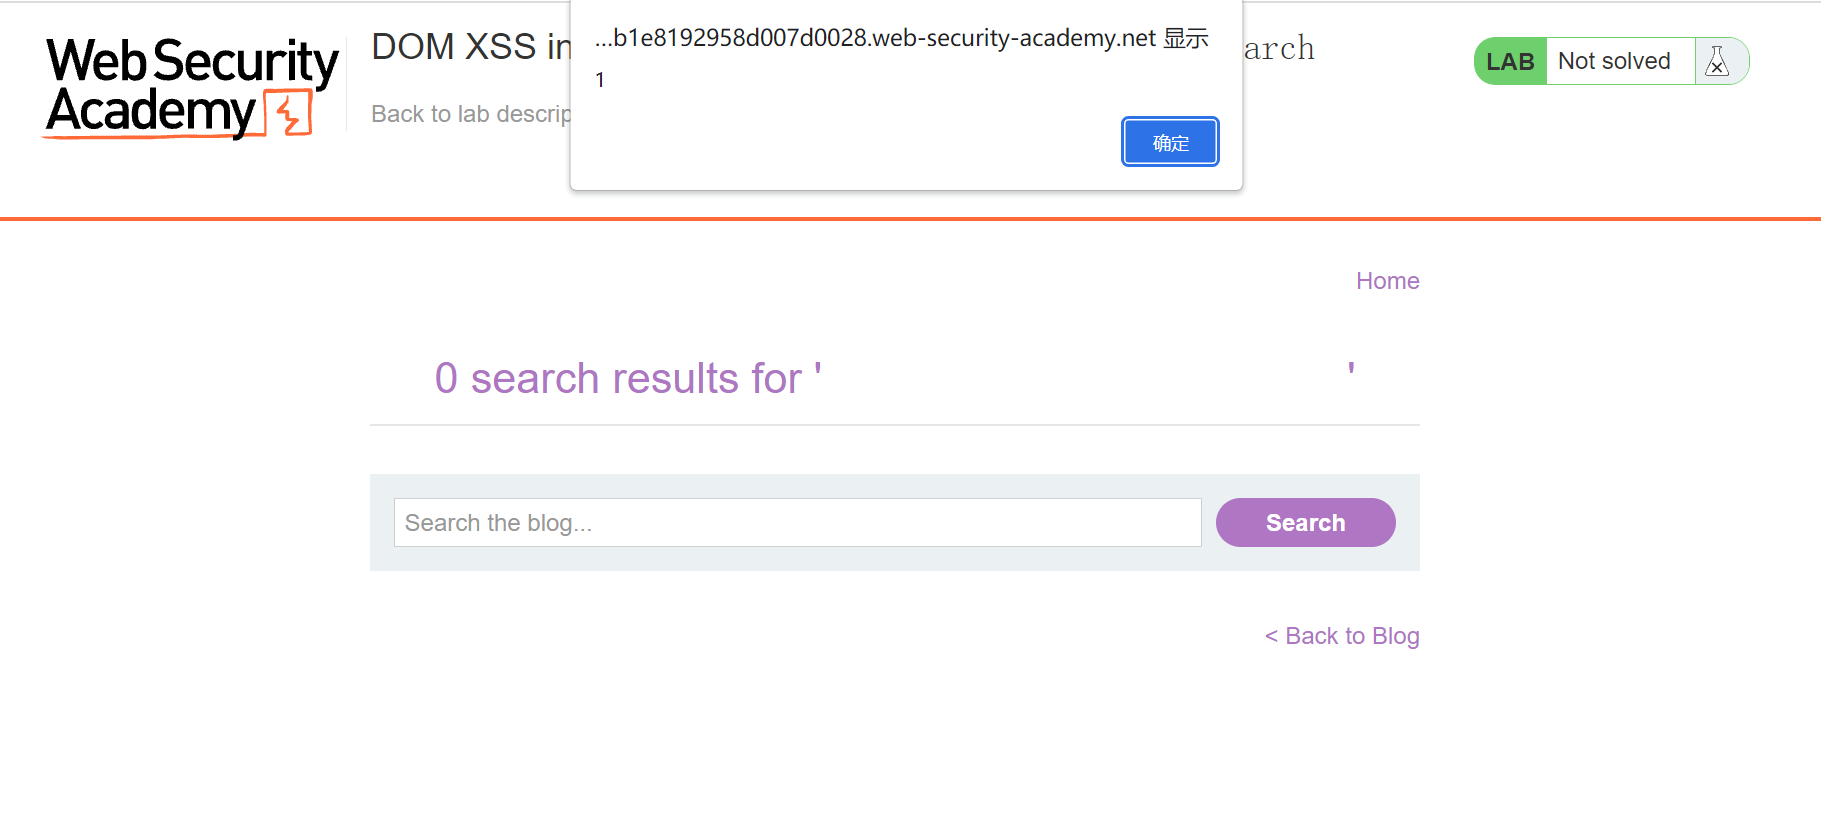 Web Security
Academy
DOM XSS in
arch
Back to lab descrip
...b1e8192958d007d0028.web-security-academy.net 显示
1
确定
LAB Not solved
Home
0 search results for ' '
Search the blog...
Search
< Back to Blog